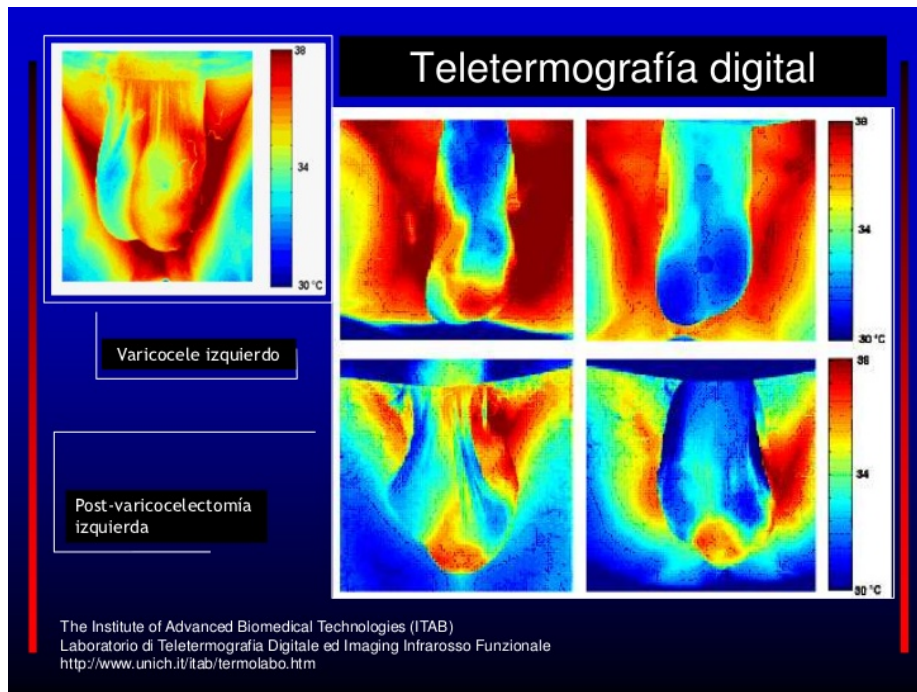 Teletermografía digital
38
34
30 °C
38
34
30 °C
Varicocele izquierdo
38
34
30 °C
Post-varicocelectomía
izquierda
The Institute of Advanced Biomedical Technologies (ITAB)
Laboratorio di Teletermografia Digitale ed Imaging Infrarosso Funzionale
http://www.unich.it/itab/termolabo.htm